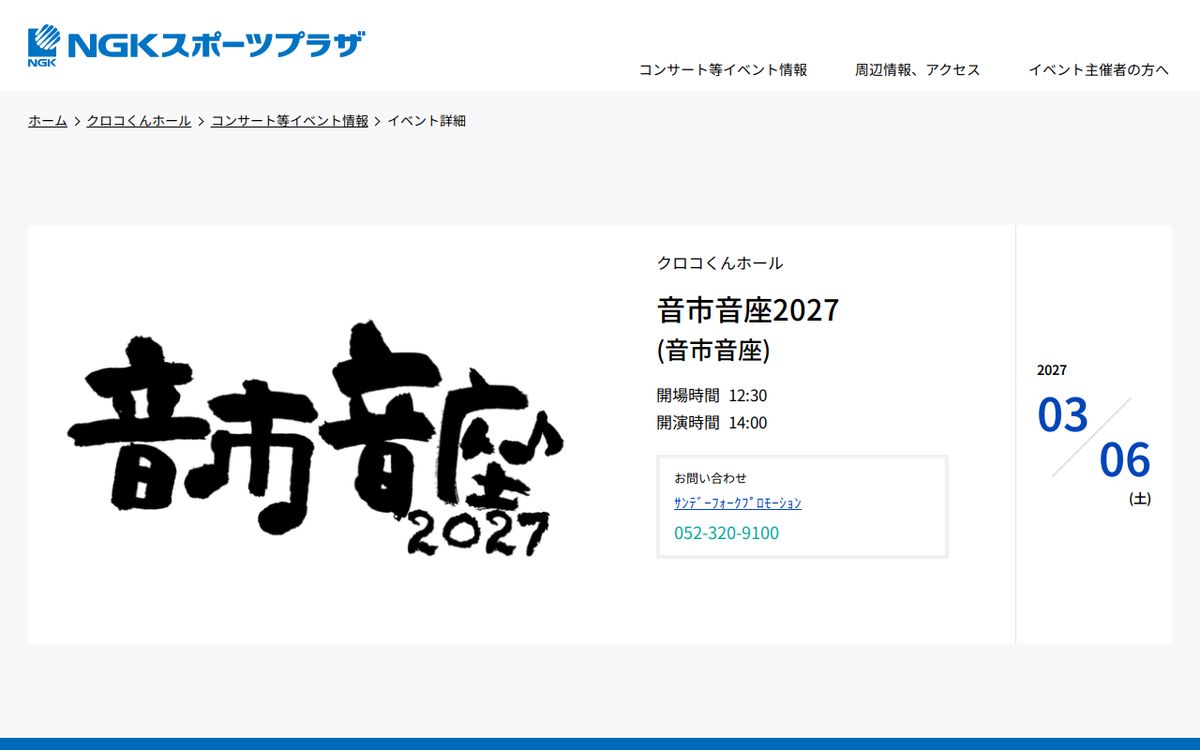 NGK
NGKスポーツプラザ
コンサート等イベント情報
周辺情報、アクセス
イベント主催者の方へ
ホーム > クロコくんホール > コンサート等イベント情報 > イベント詳細
音市音座
2027
クロコくんホール
音市音座2027
(音市音座)
開場時間 12:30
開演時間 14:00
お問い合わせ
ｻﾝﾃﾞｰﾌｫｰｸﾌﾟﾛﾓｰｼｮﾝ
052-320-9100
2027
03
06
(土)